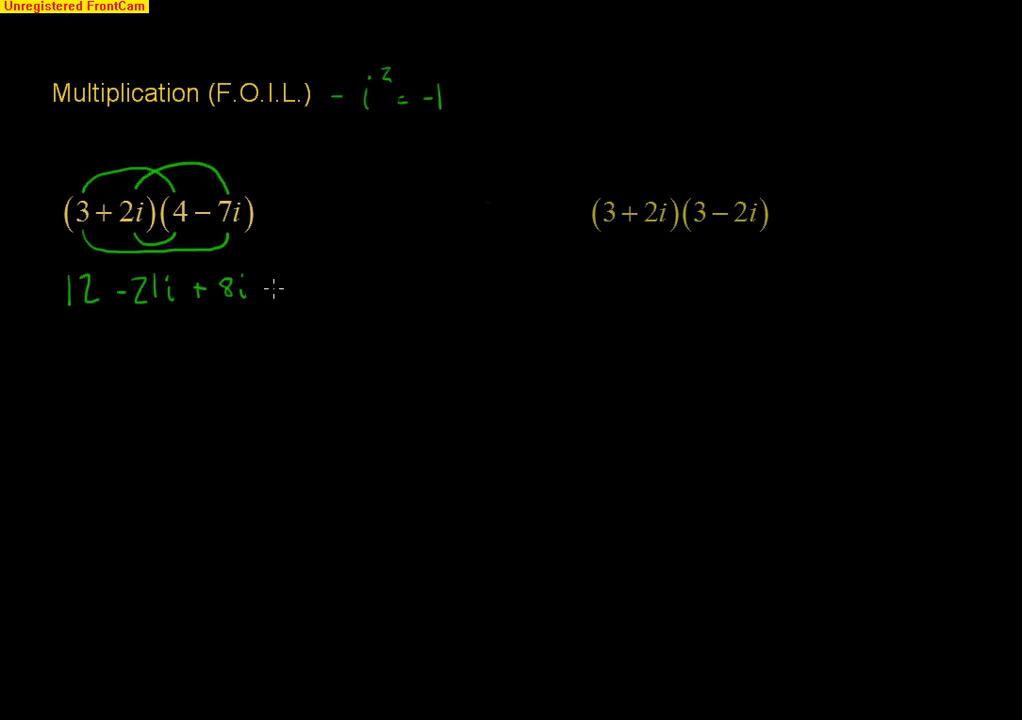 Unregistered FrontCam
Multiplication (F.O.I.L.) - i² = -1
(3 + 2i)(4 − 7i)
(3 + 2i)(3 − 2i)
12 - 21i + 8i